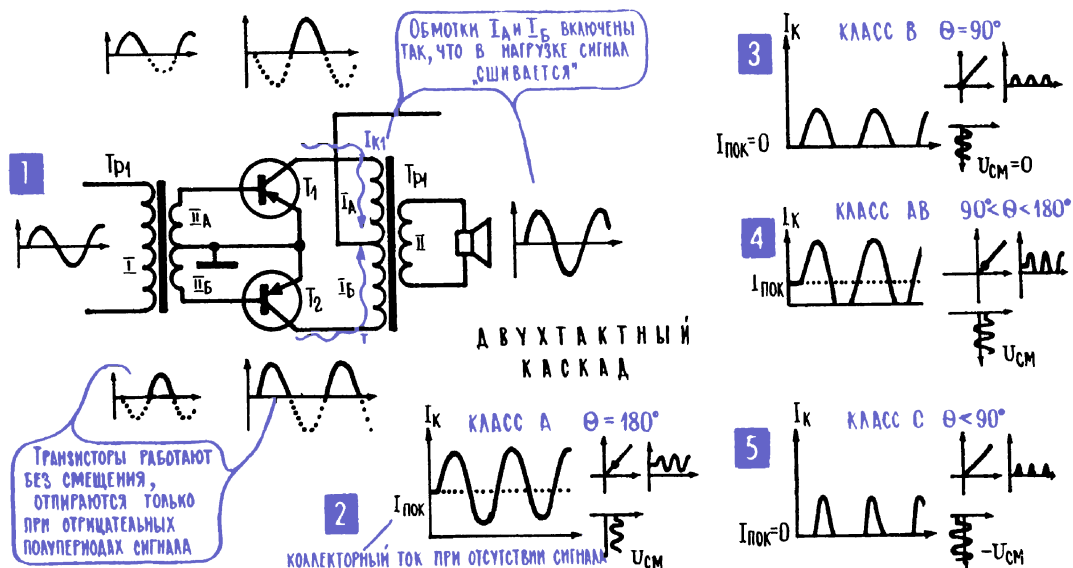 Обмотки IА и IБ включены
так, что в нагрузке сигнал
„сшивается"
1
Тр1
I
IIА
IIБ
Т1
Т2
Iк1
IА
IБ
Тр1
II
Двухтактный
каскад
Транзисторы работают
без смещения,
отпираются только
при отрицательных
полупериодах сигнала
2
Iк
Класс А Θ = 180°
Iпок
Uсм
коллекторный ток при отсутствии сигнала
3
Iк
Класс В Θ = 90°
Iпок=0
Uсм=0
4
Iк
Класс АВ 90°<Θ<180°
Iпок
Uсм
5
Iк
Класс С Θ<90°
Iпок=0
-Uсм